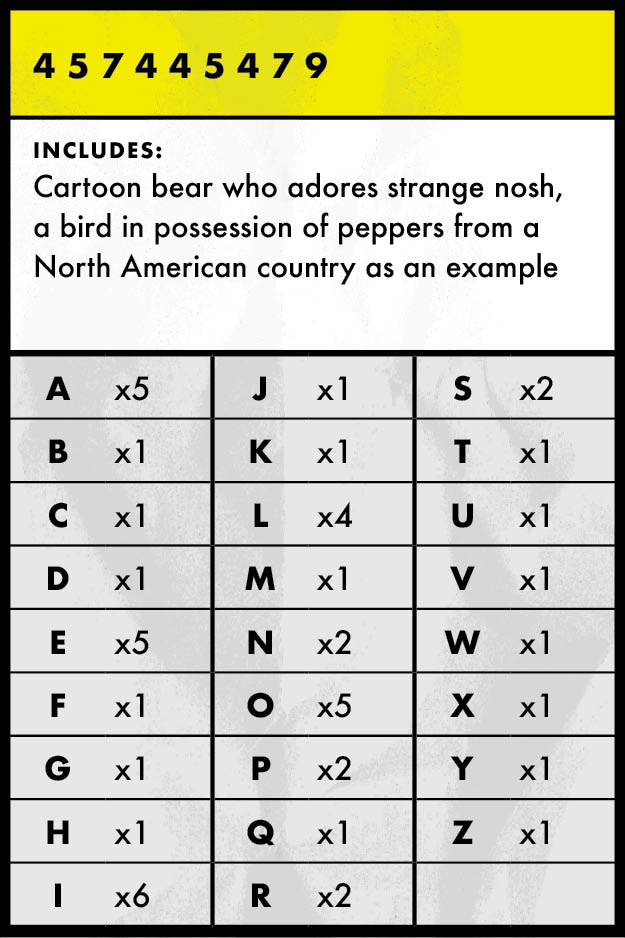 4 5 7 4 4 5 4 7 9
INCLUDES:
Cartoon bear who adores strange nosh,
a bird in possession of peppers from a
North American country as an example
A x5 J x1 S x2
B x1 K x1 T x1
C x1 L x4 U x1
D x1 M x1 V x1
E x5 N x2 W x1
F x1 O x5 X x1
G x1 P x2 Y x1
H x1 Q x1 Z x1
I x6 R x2